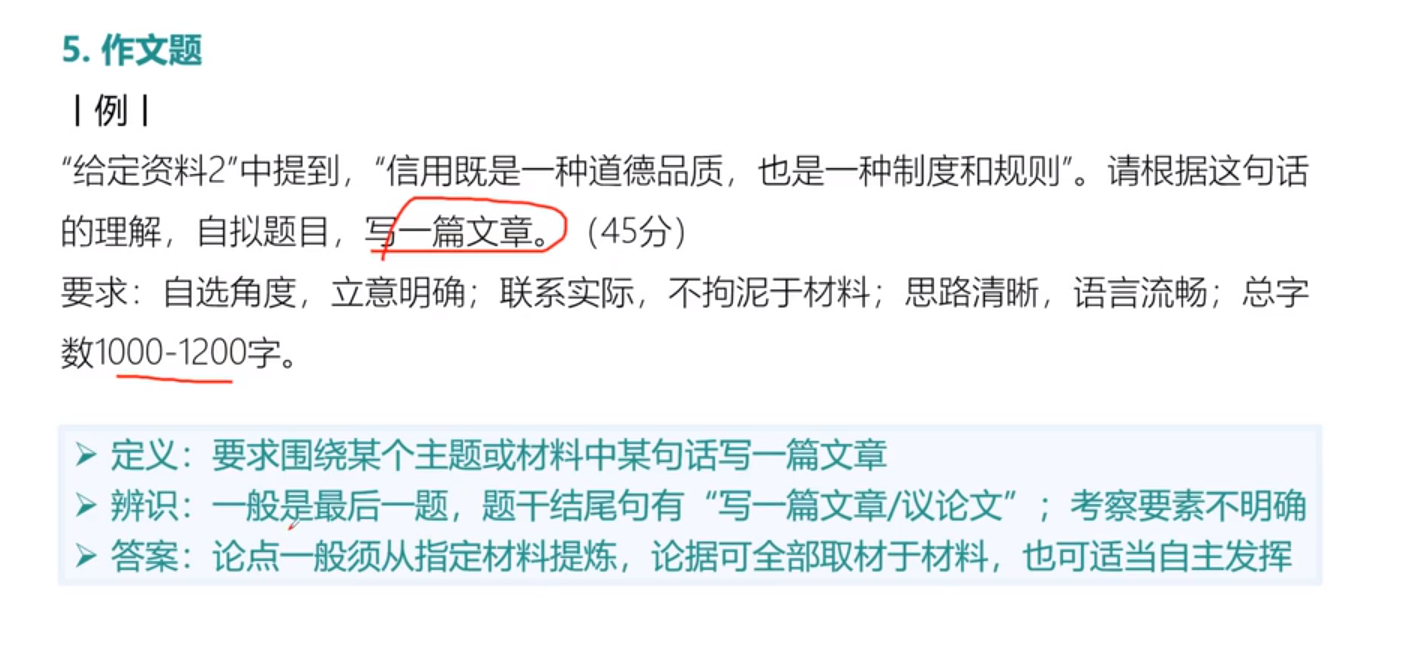 5. 作文题
丨例丨
“给定资料2”中提到，“信用既是一种道德品质，也是一种制度和规则”。请根据这句话
的理解，自拟题目，写一篇文章。（45分）
要求：自选角度，立意明确；联系实际，不拘泥于材料；思路清晰，语言流畅；总字
数1000-1200字。
➢ 定义：要求围绕某个主题或材料中某句话写一篇文章
➢ 辨识：一般是最后一题，题干结尾句有“写一篇文章/议论文”；考察要素不明确
➢ 答案：论点一般须从指定材料提炼，论据可全部取材于材料，也可适当自主发挥